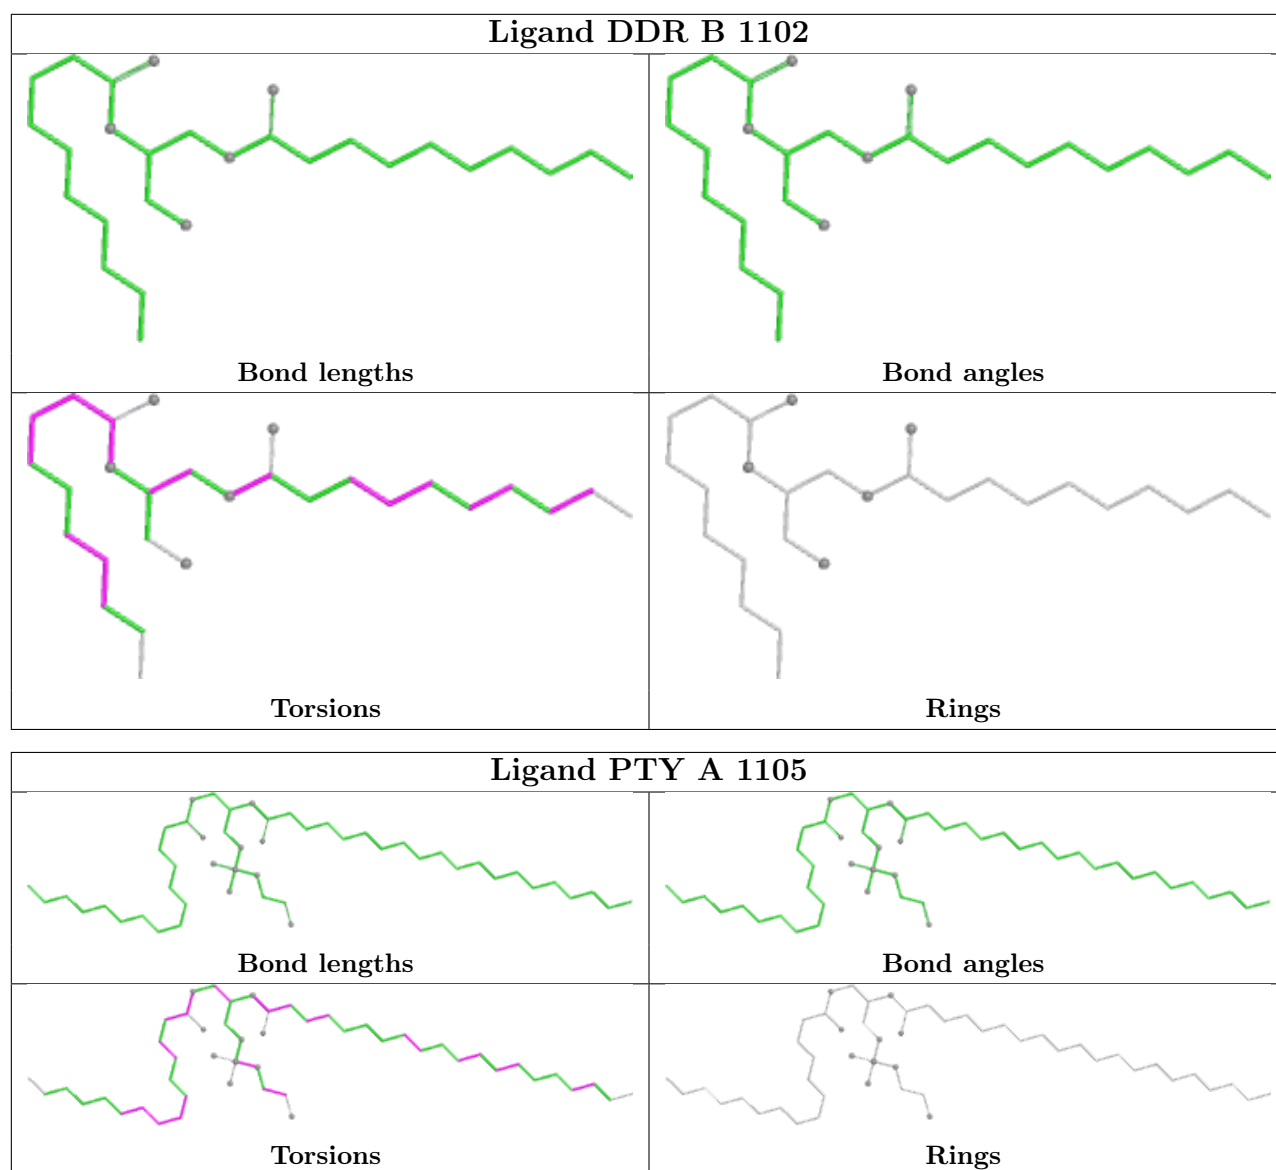 Ligand DDR B 1102
Bond lengths
Bond angles
Torsions
Rings
Ligand PTY A 1105
Bond lengths
Bond angles
Torsions
Rings